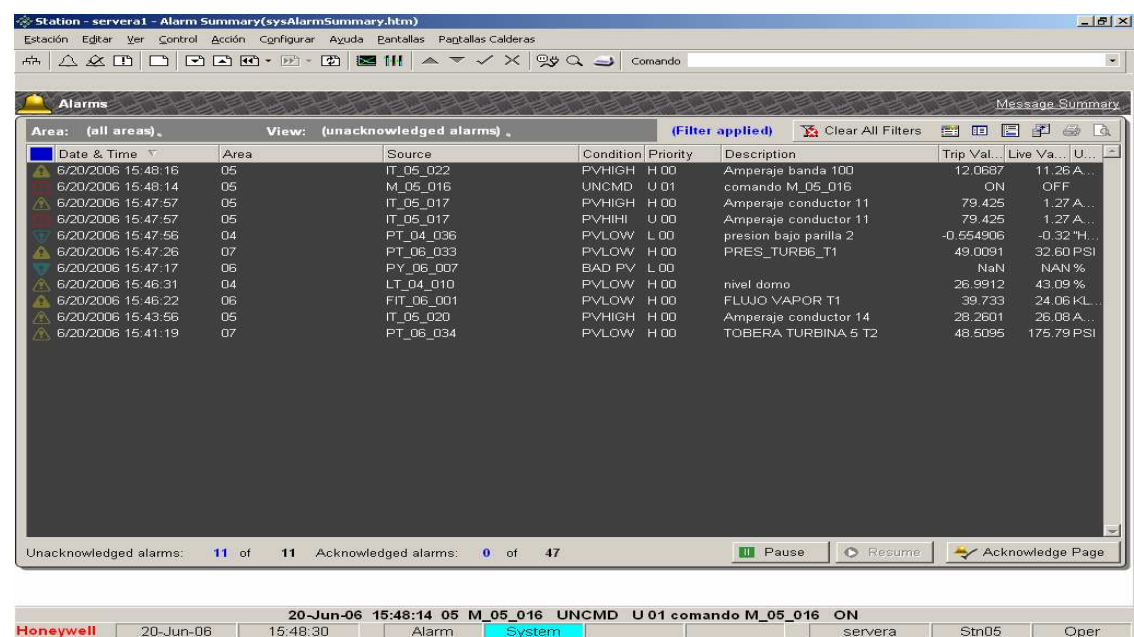 Station - servera1 - Alarm Summary(sysAlarmSummary.htm)
Estación Editar Ver Control Acción Configurar Ayuda Pantallas Pantallas Calderas
Comando
Alarms Message Summary
Area: (all areas) View: (unacknowledged alarms) (Filter applied) Clear All Filters
Date & Time Area Source Condition Priority Description Trip Val... Live Va... U...
6/20/2006 15:48:16 05 IT_05_022 PVHIGH H 00 Amperaje banda 100 12.0687 11.26 A...
6/20/2006 15:48:14 05 M_05_016 UNCMD U 01 comando M_05_016 ON OFF
6/20/2006 15:47:57 05 IT_05_017 PVHIGH H 00 Amperaje conductor 11 79.425 1.27 A...
6/20/2006 15:47:57 05 IT_05_017 PVHIHI U 00 Amperaje conductor 11 79.425 1.27 A...
6/20/2006 15:47:56 04 PT_04_036 PVLOW L 00 presion bajo parilla 2 -0.554906 -0.32 "H...
6/20/2006 15:47:26 07 PT_06_033 PVLOW H 00 PRES_TURB6_T1 49.0091 32.60 PSI
6/20/2006 15:47:17 06 PY_06_007 BAD PV L 00 NaN NAN %
6/20/2006 15:46:31 04 LT_04_010 PVLOW H 00 nivel domo 26.9912 43.09 %
6/20/2006 15:46:22 06 FIT_06_001 PVLOW H 00 FLUJO VAPOR T1 39.733 24.06 KL...
6/20/2006 15:43:56 05 IT_05_020 PVHIGH H 00 Amperaje conductor 14 28.2601 26.08 A...
6/20/2006 15:41:19 07 PT_06_034 PVLOW H 00 TOBERA TURBINA 5 T2 48.5095 175.79 PSI
Unacknowledged alarms: 11 of 11 Acknowledged alarms: 0 of 47 Pause Resume Acknowledge Page
20-Jun-06 15:48:14 05 M_05_016 UNCMD U 01 comando M_05_016 ON
Honeywell 20-Jun-06 15:48:30 Alarm System servera Stn05 Oper